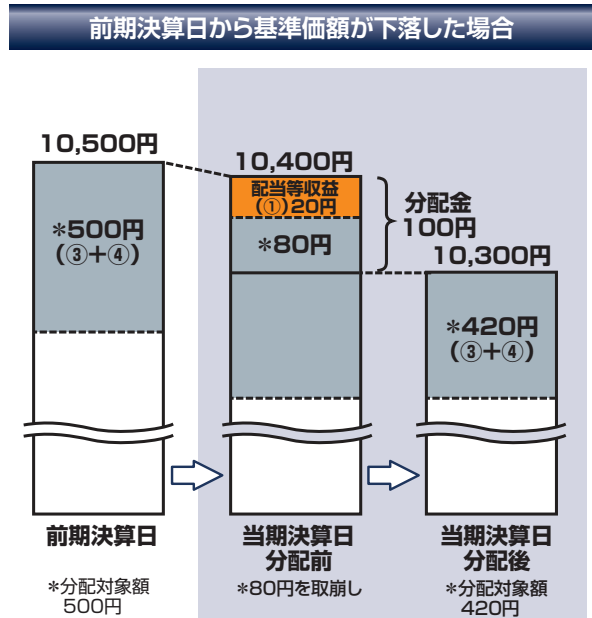 前期決算日から基準価額が下落した場合
10,500円
*500円
(③+④)
10,400円
配当等収益
(①)20円
*80円
分配金
100円
10,300円
*420円
(③+④)
前期決算日
当期決算日
分配前
当期決算日
分配後
*分配対象額
500円
*80円を取崩し
*分配対象額
420円